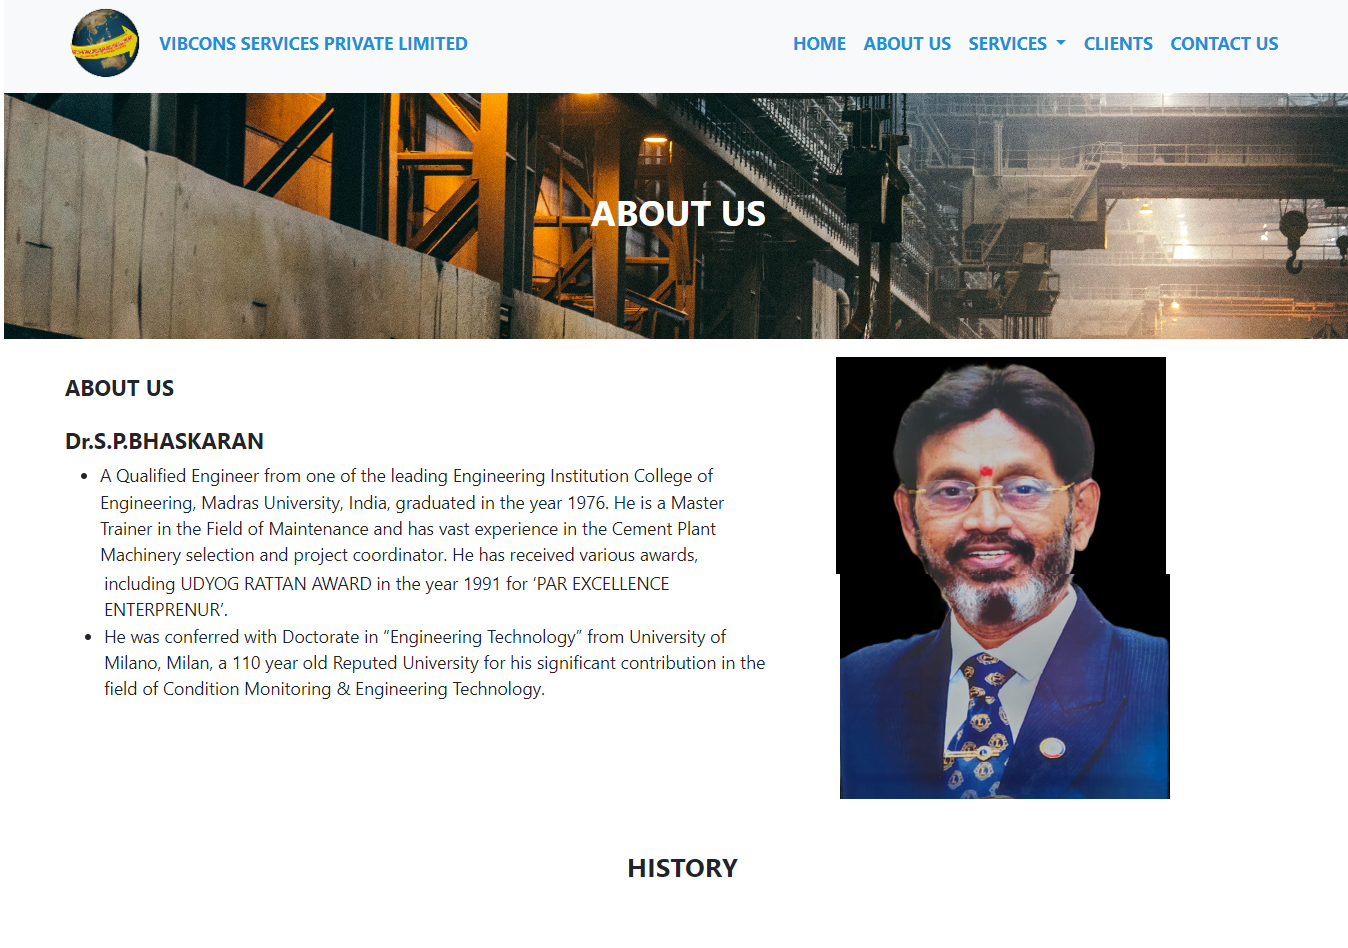 VIBCONS SERVICES PRIVATE LIMITED
HOME ABOUT US SERVICES CLIENTS CONTACT US
ABOUT US
ABOUT US
Dr.S.P.BHASKARAN
• A Qualified Engineer from one of the leading Engineering Institution College of
Engineering, Madras University, India, graduated in the year 1976. He is a Master
Trainer in the Field of Maintenance and has vast experience in the Cement Plant
Machinery selection and project coordinator. He has received various awards,
including UDYOG RATTAN AWARD in the year 1991 for ‘PAR EXCELLENCE
ENTERPRENUR’.
• He was conferred with Doctorate in “Engineering Technology” from University of
Milano, Milan, a 110 year old Reputed University for his significant contribution in the
field of Condition Monitoring & Engineering Technology.
HISTORY